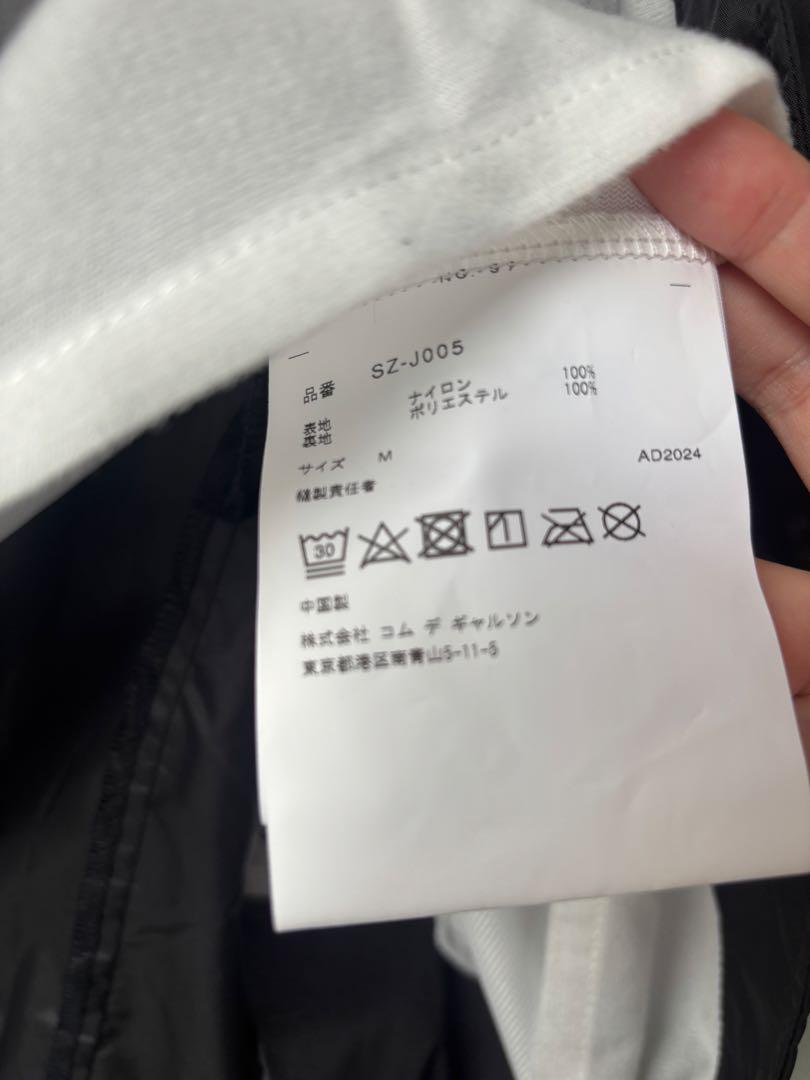 NO.
品番 SZ-J005
表地 ナイロン 100%
裏地 ポリエステル 100%
サイズ M AD2024
縫製責任者
30
中国製
株式会社 コム デ ギャルソン
東京都港区南青山5-11-5